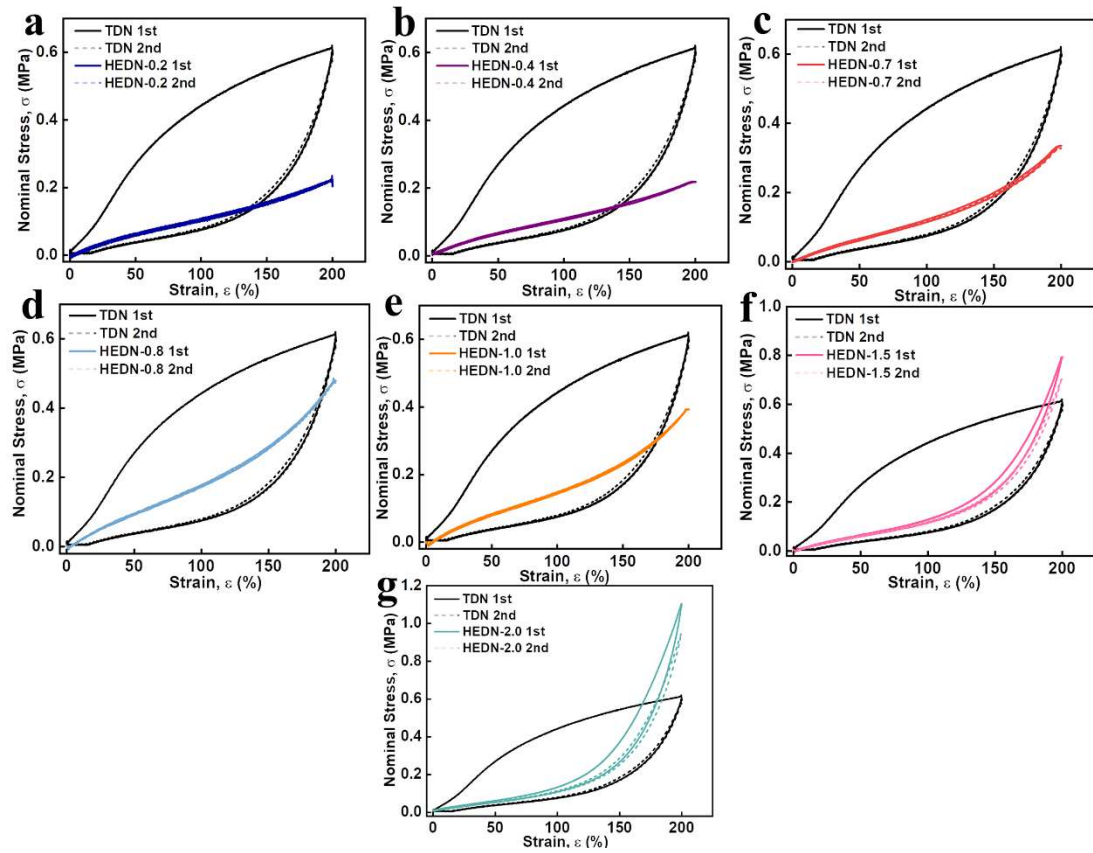 a
TDN 1st
TDN 2nd
HEDN-0.2 1st
HEDN-0.2 2nd
Nominal Stress, σ (MPa)
0.6
0.4
0.2
0.0
0 50 100 150 200
Strain, ε (%)
b
TDN 1st
TDN 2nd
HEDN-0.4 1st
HEDN-0.4 2nd
Nominal Stress, σ (MPa)
0.6
0.4
0.2
0.0
0 50 100 150 200
Strain, ε (%)
c
TDN 1st
TDN 2nd
HEDN-0.7 1st
HEDN-0.7 2nd
Nominal Stress, σ (MPa)
0.6
0.4
0.2
0.0
0 50 100 150 200
Strain, ε (%)
d
TDN 1st
TDN 2nd
HEDN-0.8 1st
HEDN-0.8 2nd
Nominal Stress, σ (MPa)
0.6
0.4
0.2
0.0
0 50 100 150 200
Strain, ε (%)
e
TDN 1st
TDN 2nd
HEDN-1.0 1st
HEDN-1.0 2nd
Nominal Stress, σ (MPa)
0.6
0.4
0.2
0.0
0 50 100 150 200
Strain, ε (%)
f
TDN 1st
TDN 2nd
HEDN-1.5 1st
HEDN-1.5 2nd
Nominal Stress, σ (MPa)
1.0
0.8
0.6
0.4
0.2
0.0
0 50 100 150 200
Strain, ε (%)
g
TDN 1st
TDN 2nd
HEDN-2.0 1st
HEDN-2.0 2nd
Nominal Stress, σ (MPa)
1.2
1.0
0.8
0.6
0.4
0.2
0.0
0 50 100 150 200
Strain, ε (%)